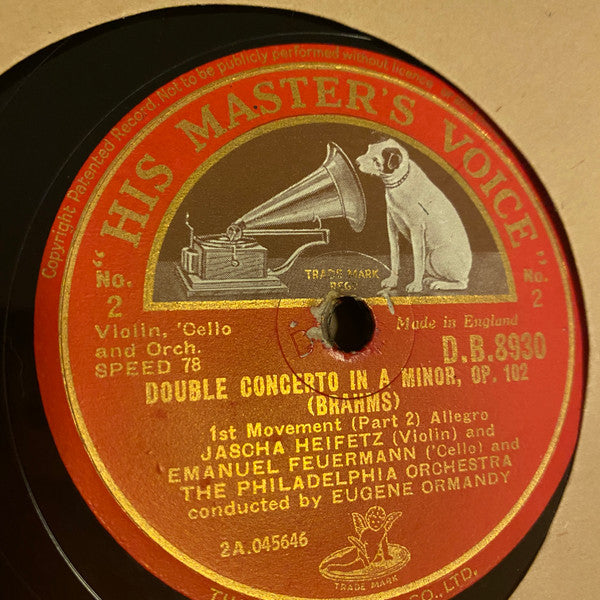 Copyright Patented Record. Not to be publicly performed without licence.
"HIS MASTER'S VOICE"
TRADE MARK
REGD
No.
2
No.
2
Violin, 'Cello
and Orch.
SPEED 78
Made in England
D.B.8930
DOUBLE CONCERTO IN A MINOR, OP. 102
(BRAHMS)
1st Movement (Part 2) Allegro
JASCHA HEIFETZ (Violin) and
EMANUEL FEUERMANN ('Cello) and
THE PHILADELPHIA ORCHESTRA
conducted by EUGENE ORMANDY
2A.045646
TRADE MARK
CO., LTD.